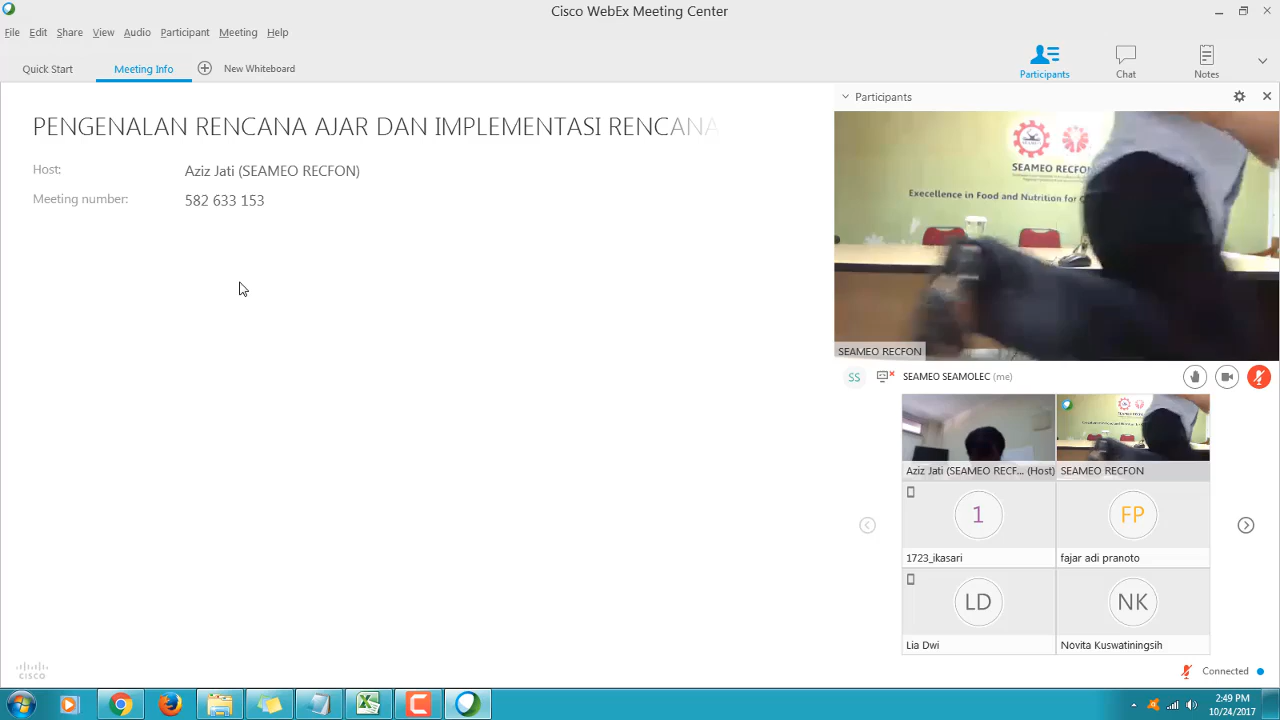 Cisco WebEx Meeting Center
File Edit Share View Audio Participant Meeting Help
Quick Start Meeting Info New Whiteboard
Participants Chat Notes
Participants
PENGENALAN RENCANA AJAR DAN IMPLEMENTASI RENCANA
Host: Aziz Jati (SEAMEO RECFON)
Meeting number: 582 633 153
SEAMEO RECFON
Execellence in Food and Nutrition for
SEAMEO RECFON
SS SEAMEO SEAMOLEC (me)
Aziz Jati (SEAMEO RECF... (Host) SEAMEO RECFON
1 FP
1723_ikasari fajar adi pranoto
LD NK
Lia Dwi Novita Kuswatiningsih
cisco
Connected
2:49 PM
10/24/2017